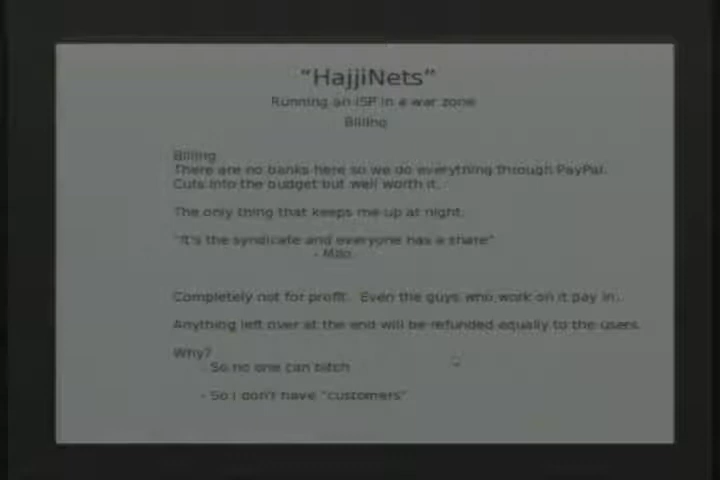 "HajjiNets"
Running an ISP in a war zone
Billing
Billing
There are no banks here so we do everything through PayPal.
Cuts into the budget but well worth it.
The only thing that keeps me up at night.
"It's the syndicate and everyone has a share"
- Milo
Completely not for profit. Even the guys who work on it pay in.
Anything left over at the end will be refunded equally to the users.
Why?
- So no one can bitch
- So I don't have "customers"